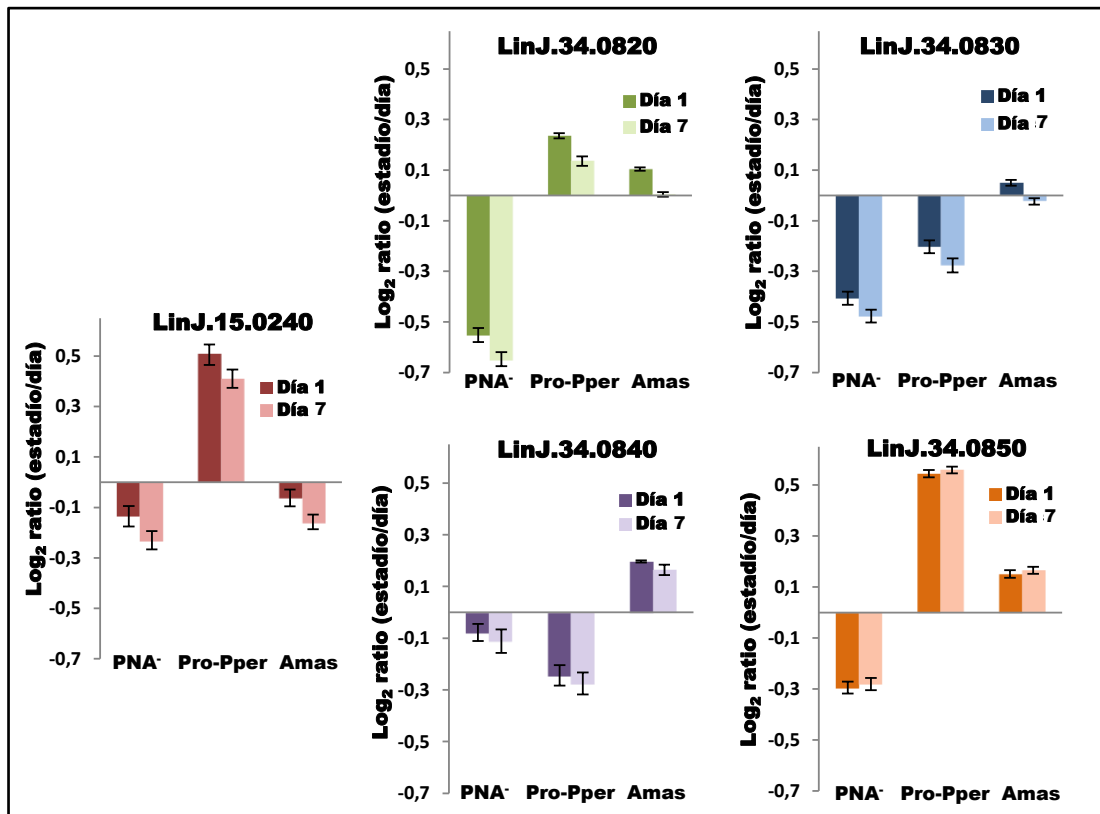 LinJ.15.0240
Log2 ratio (estadío/día)
0,5
0,3
0,1
-0,1
-0,3
-0,5
-0,7
Día 1
Día 7
PNA-
Pro-Pper
Amas
LinJ.34.0820
Log2 ratio (estadío/día)
0,5
0,3
0,1
-0,1
-0,3
-0,5
-0,7
Día 1
Día 7
PNA-
Pro-Pper
Amas
LinJ.34.0830
Log2 ratio (estadío/día)
0,5
0,3
0,1
-0,1
-0,3
-0,5
-0,7
Día 1
Día 7
PNA-
Pro-Pper
Amas
LinJ.34.0840
Log2 ratio (estadío/día)
0,5
0,3
0,1
-0,1
-0,3
-0,5
-0,7
Día 1
Día 7
PNA-
Pro-Pper
Amas
LinJ.34.0850
Log2 ratio (estadío/día)
0,5
0,3
0,1
-0,1
-0,3
-0,5
-0,7
Día 1
Día 7
PNA-
Pro-Pper
Amas